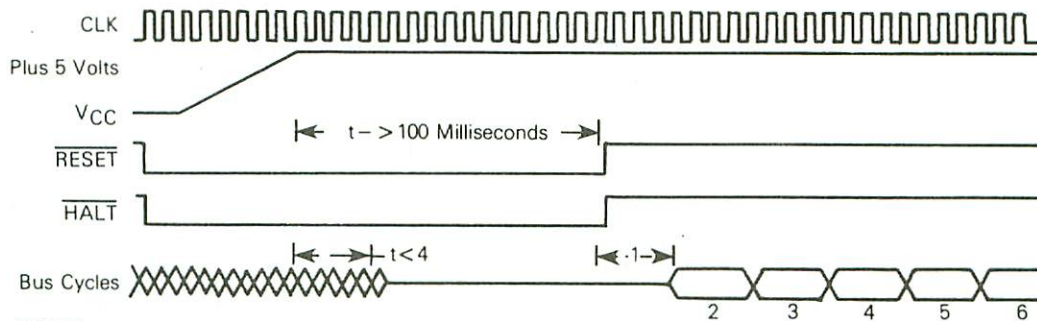 CLK
Plus 5 Volts
VCC
t - > 100 Milliseconds
RESET
HALT
t < 4
1
Bus Cycles
2 3 4 5 6